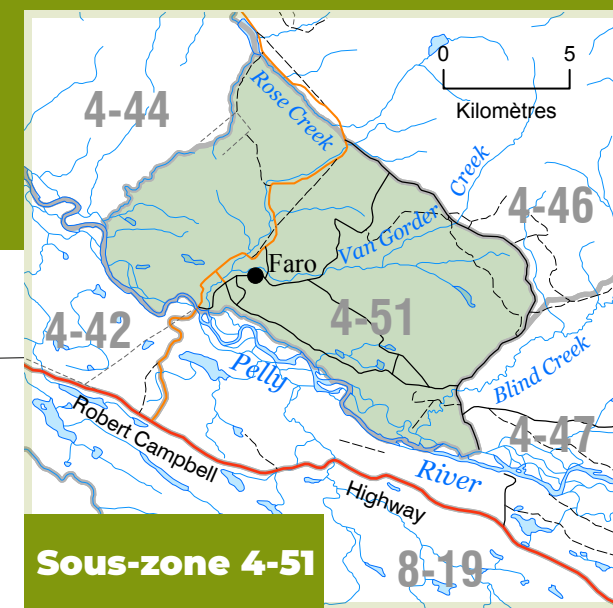 0 5
Kilomètres
Rose Creek
4-44
Creek
4-46
Van Gorder
Faro
4-51
4-42
Pelly
Blind Creek
Robert Campbell
4-47
River
Highway
8-19
Sous-zone 4-51